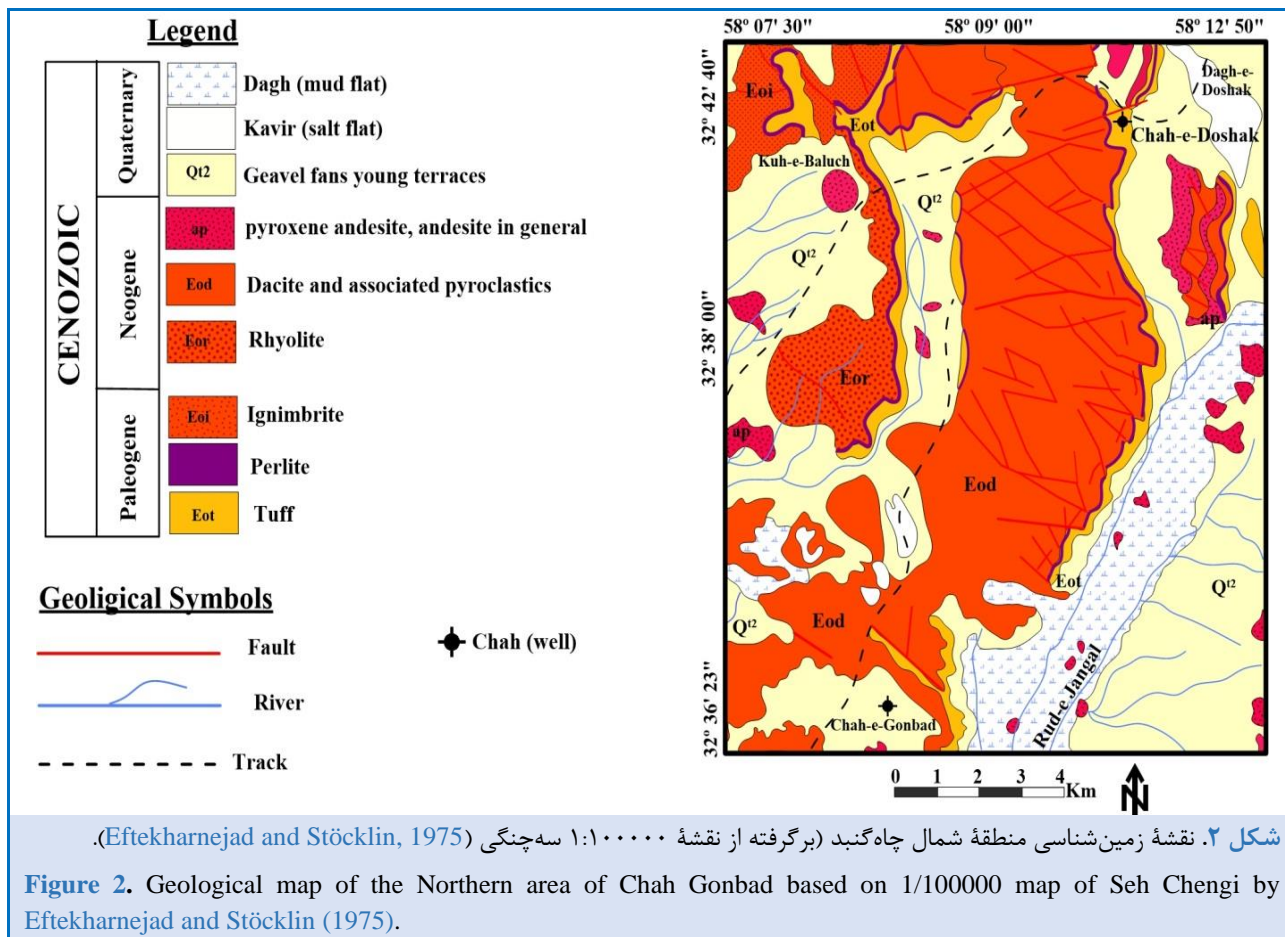 Legend
CENOZOIC
Quaternary
Neogene
Paleogene
Dagh (mud flat)
Kavir (salt flat)
Qt2
Geavel fans young terraces
ap
pyroxene andesite, andesite in general
Eod
Dacite and associated pyroclastics
Eor
Rhyolite
Eoi
Ignimbrite
Perlite
Eot
Tuff
Geoligical Symbols
Fault
River
Track
Chah (well)
58º 07' 30"
58º 09' 00"
58º 12' 50"
32º 42' 40"
32º 38' 00"
32º 36' 23"
Eoi
Eot
Dagh-e-
Doshak
Chah-e-Doshak
Kuh-e-Baluch
Qt2
Qt2
ap
Eor
ap
Eod
Eot
Qt2
Qt2
Eod
Chah-e-Gonbad
Rud-e Jangal
0 1 2 3 4
Km
N
شکل ۲. نقشهٔ زمین‌شناسی منطقهٔ شمال چاه‌گنبد (برگرفته از نقشهٔ ۱:۱۰۰۰۰۰ سه‌چنگی (Eftekharnejad and Stöcklin, 1975).
Figure 2. Geological map of the Northern area of Chah Gonbad based on 1/100000 map of Seh Chengi by
Eftekharnejad and Stöcklin (1975).